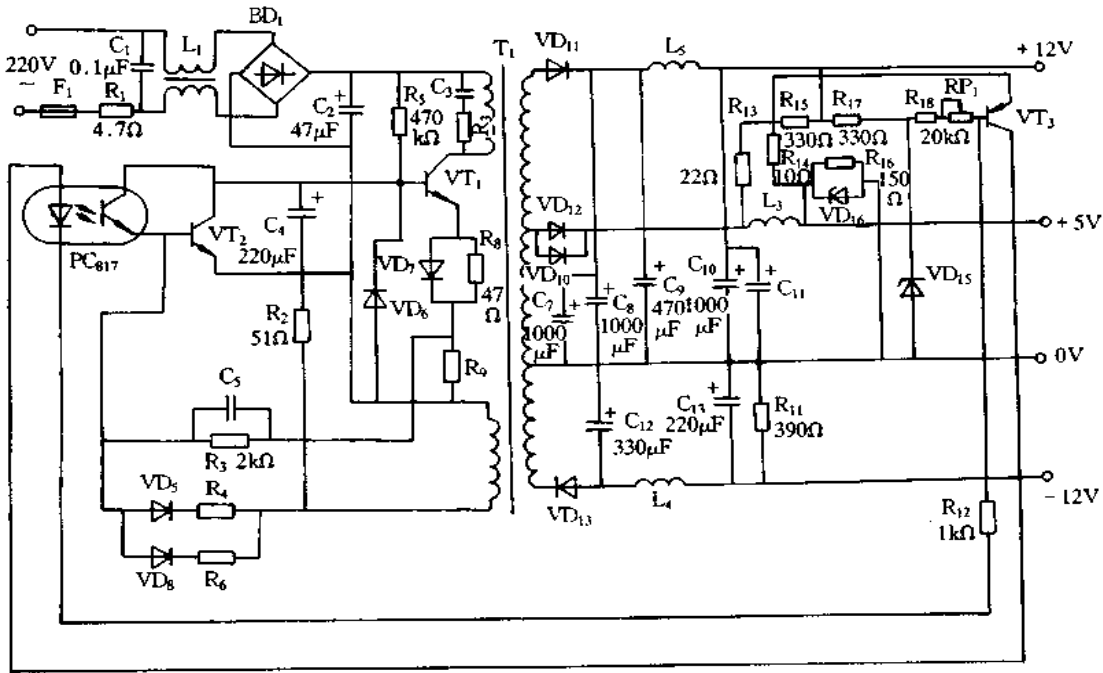 BD₁
C₁
0.1μF
L₁
220V
~
F₁
R₁
4.7Ω
C₂
47μF
R₅
470
kΩ
C₃
T₁
VD₁₁
L₅
+12V
R₁₃
R₁₅
330Ω
R₁₇
330Ω
R₁₈
RP₁
20kΩ
VT₃
VT₁
22Ω
R₁₄
10Ω
R₁₆
150
Ω
VD₁₆
L₃
+5V
PC₈₁₇
VT₂
C₄
220μF
VD₇
R₈
47
Ω
VD₆
R₂
51Ω
R₉
VD₁₂
VD₁₀
C₇
1000
μF
C₈
1000
μF
C₉
470μF
C₁₀
1000
μF
C₁₁
VD₁₅
0V
C₅
R₃
2kΩ
C₁₂
330μF
C₁₃
220μF
R₁₁
390Ω
VD₅
R₄
VD₈
R₆
VD₁₃
L₄
−12V
R₁₂
1kΩ